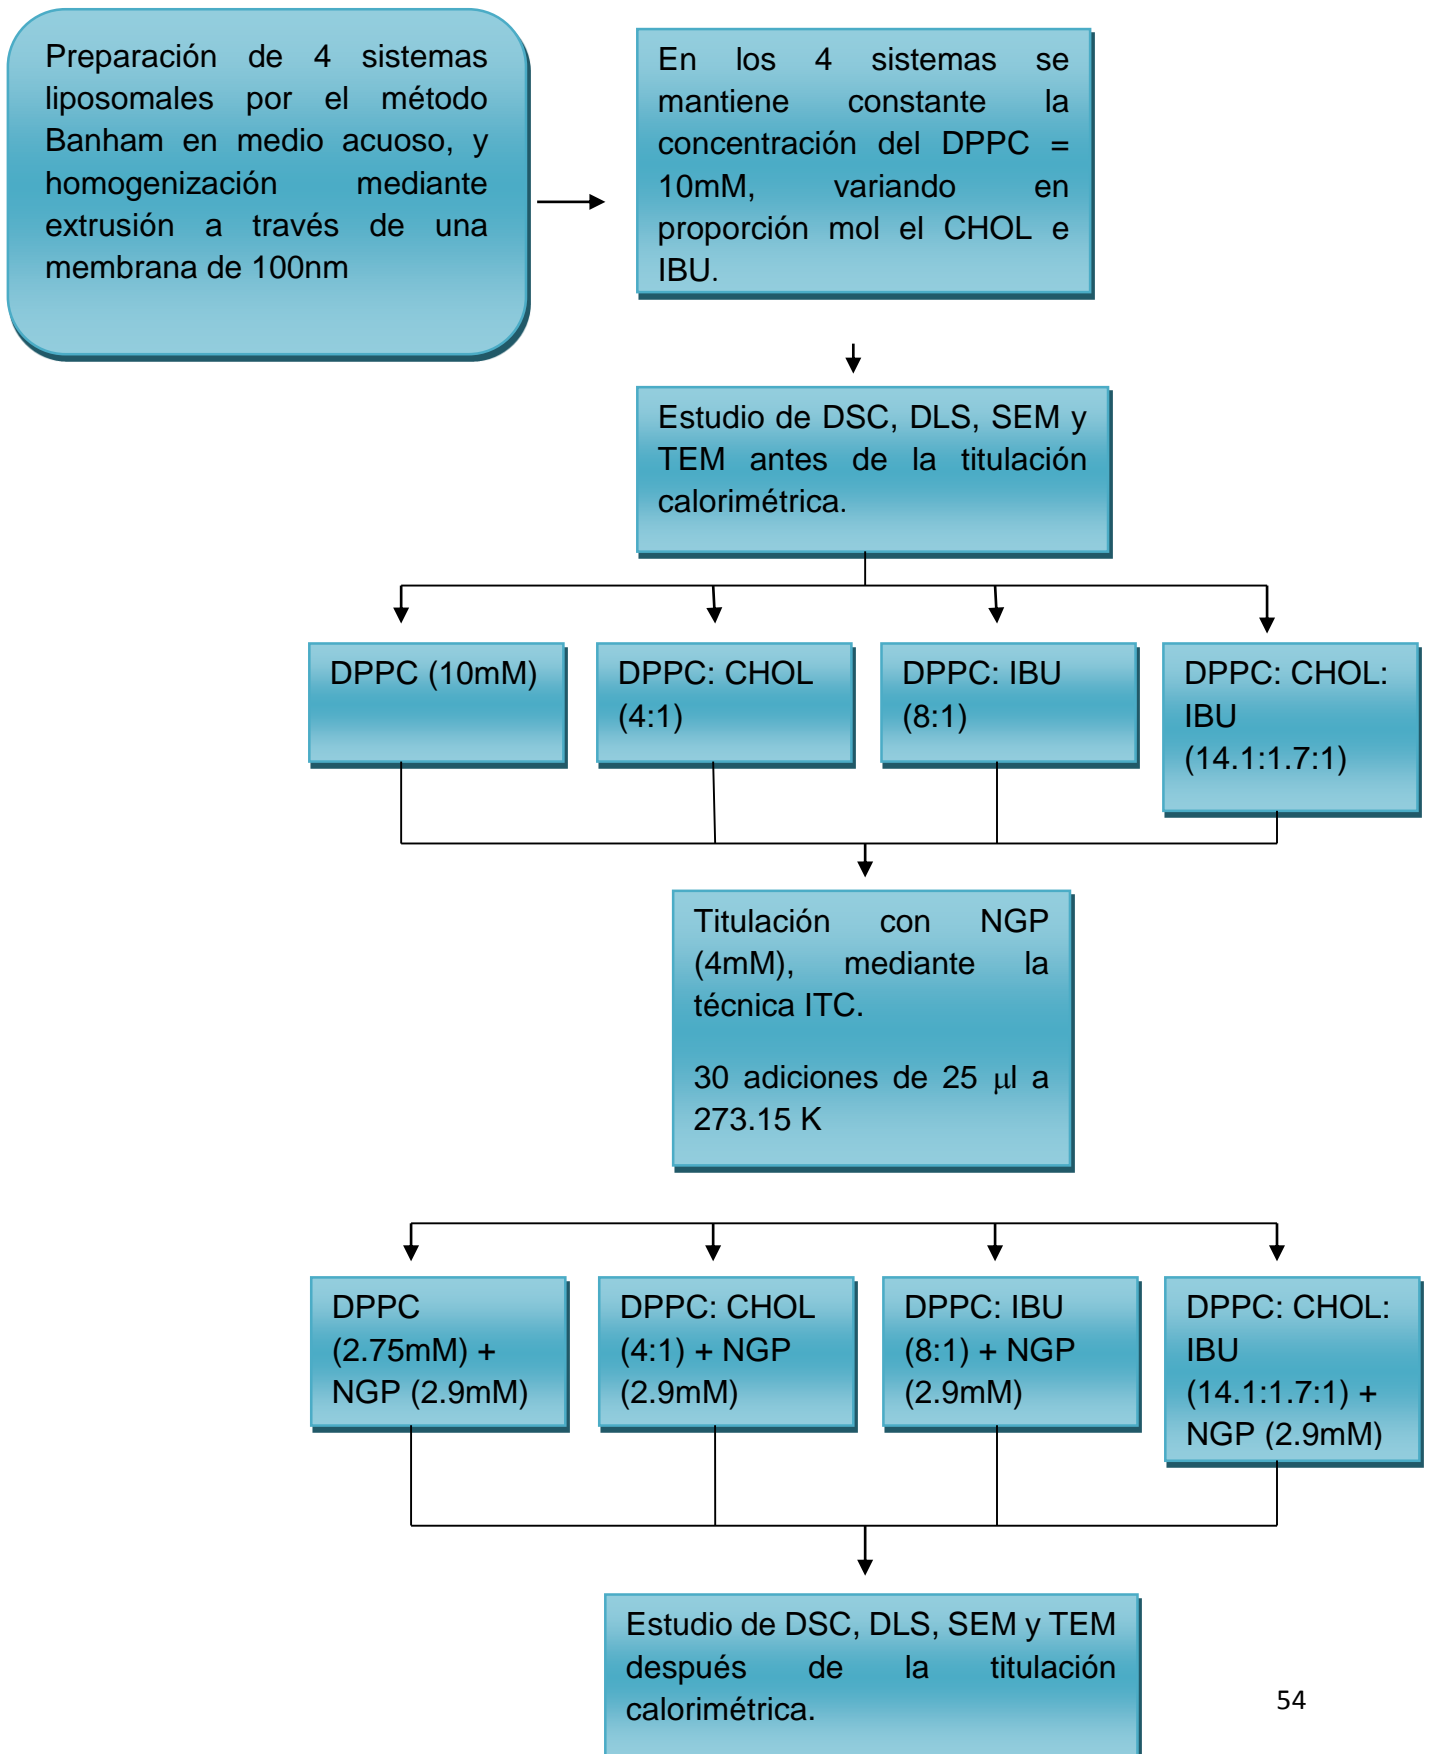 Preparación de 4 sistemas
liposomales por el método
Banham en medio acuoso, y
homogenización mediante
extrusión a través de una
membrana de 100nm
En los 4 sistemas se
mantiene constante la
concentración del DPPC =
10mM, variando en
proporción mol el CHOL e
IBU.
Estudio de DSC, DLS, SEM y
TEM antes de la titulación
calorimétrica.
DPPC (10mM)
DPPC: CHOL
(4:1)
DPPC: IBU
(8:1)
DPPC: CHOL:
IBU
(14.1:1.7:1)
Titulación con NGP
(4mM), mediante la
técnica ITC.
30 adiciones de 25 μl a
273.15 K
DPPC
(2.75mM) +
NGP (2.9mM)
DPPC: CHOL
(4:1) + NGP
(2.9mM)
DPPC: IBU
(8:1) + NGP
(2.9mM)
DPPC: CHOL:
IBU
(14.1:1.7:1) +
NGP (2.9mM)
Estudio de DSC, DLS, SEM y TEM
después de la titulación
calorimétrica.
54